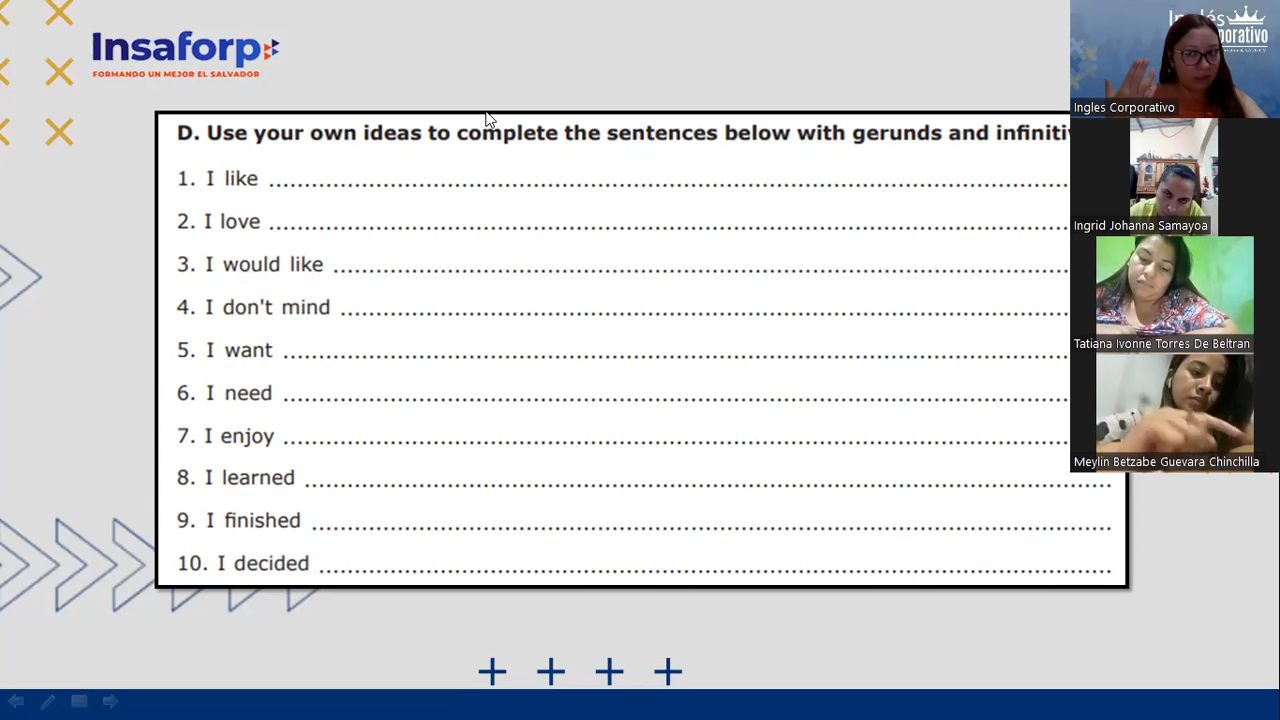 Insaforp
FORMANDO UN MEJOR EL SALVADOR
D. Use your own ideas to complete the sentences below with gerunds and
1. I like ........................................................................
2. I love ........................................................................
3. I would like ........................................................................
4. I don't mind ........................................................................
5. I want ........................................................................
6. I need ........................................................................
7. I enjoy ........................................................................
8. I learned ........................................................................
9. I finished ........................................................................
10. I decided ........................................................................
Ingles Corporativo
Ingrid Johanna Samayoa
Tatiana Ivonne Torres De Beltran
Meylin Betzabe Guevara Chinchilla